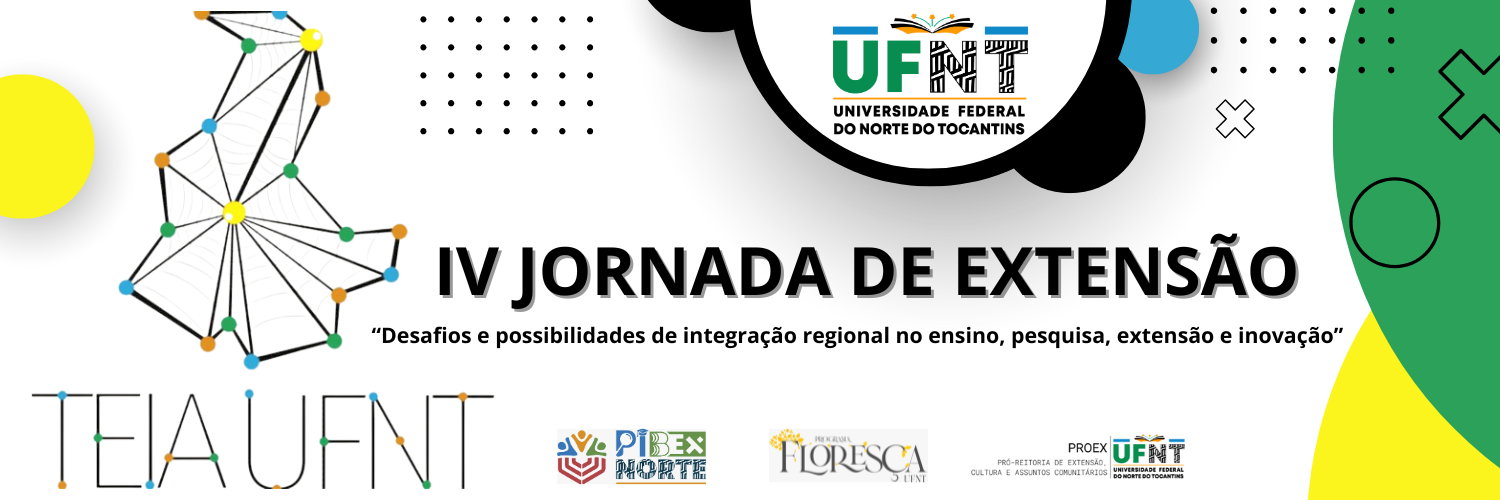 UFNT
UNIVERSIDADE FEDERAL
DO NORTE DO TOCANTINS
IV JORNADA DE EXTENSÃO
“Desafios e possibilidades de integração regional no ensino, pesquisa, extensão e inovação”
TEIA UFNT
PIBEX
NORTE
PROGRAMA
FLORESÇA
UFNT
PROEX
PRÓ-REITORIA DE EXTENSÃO,
CULTURA E ASSUNTOS COMUNITÁRIOS
UFNT
UNIVERSIDADE FEDERAL
DO NORTE DO TOCANTINS